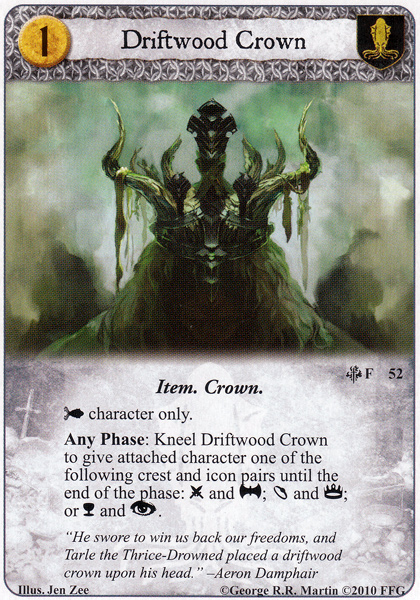 1
Driftwood Crown
F 52
Item. Crown.
character only.
Any Phase: Kneel Driftwood Crown
to give attached character one of the
following crest and icon pairs until the
end of the phase: and ; and ;
or and .
“He swore to win us back our freedoms, and
Tarle the Thrice-Drowned placed a driftwood
crown upon his head.” –Aeron Damphair
Illus. Jen Zee ©George R.R. Martin ©2010 FFG